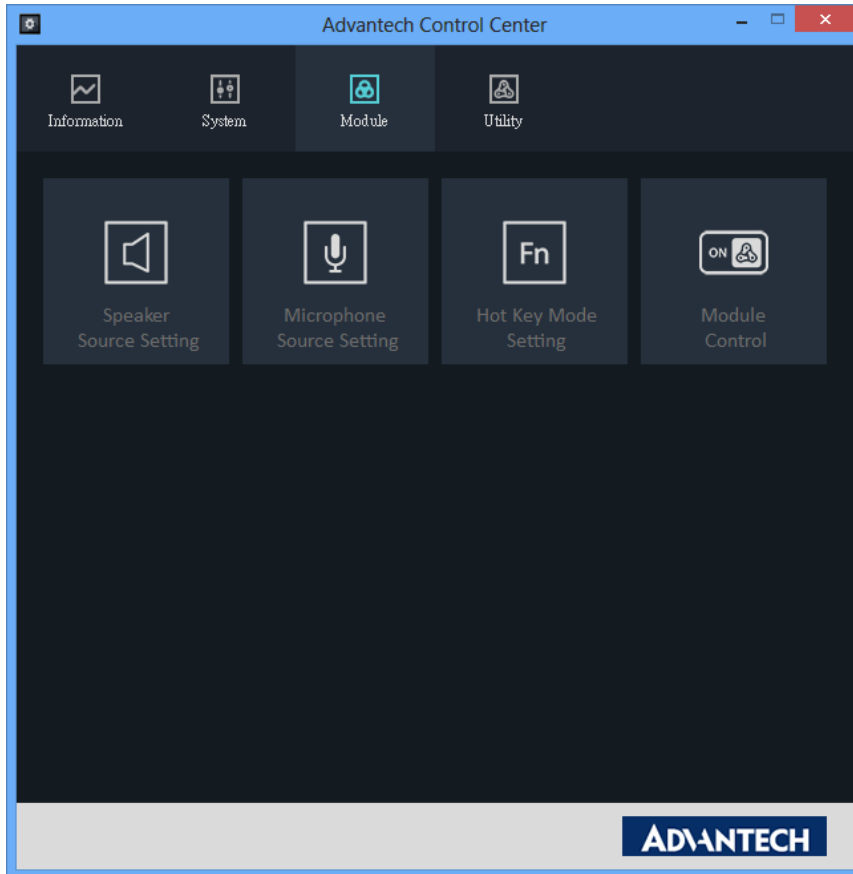 Advantech Control Center
Information
System
Module
Utility
Speaker
Source Setting
Microphone
Source Setting
Fn
Hot Key Mode
Setting
ON
Module
Control
ADVANTECH